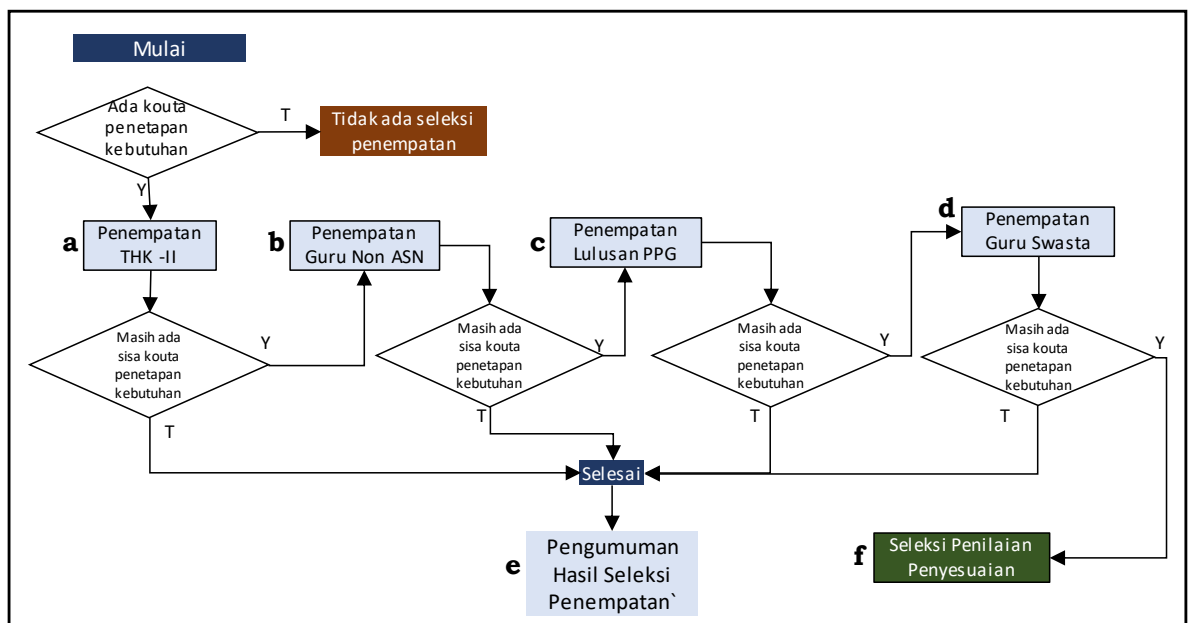 Mulai
Ada kouta
penetapan
kebutuhan
T
Tidak ada seleksi
penempatan
Y
a
Penempatan
THK -II
b
Penempatan
Guru Non ASN
c
Penempatan
Lulusan PPG
d
Penempatan
Guru Swasta
Masih ada
sisa kouta
penetapan
kebutuhan
Y
T
Masih ada
sisa kouta
penetapan
kebutuhan
Y
T
Masih ada
sisa kouta
penetapan
kebutuhan
Y
T
Masih ada
sisa kouta
penetapan
kebutuhan
Y
T
Selesai
e
Pengumuman
Hasil Seleksi
Penempatan`
f
Seleksi Penilaian
Penyesuaian